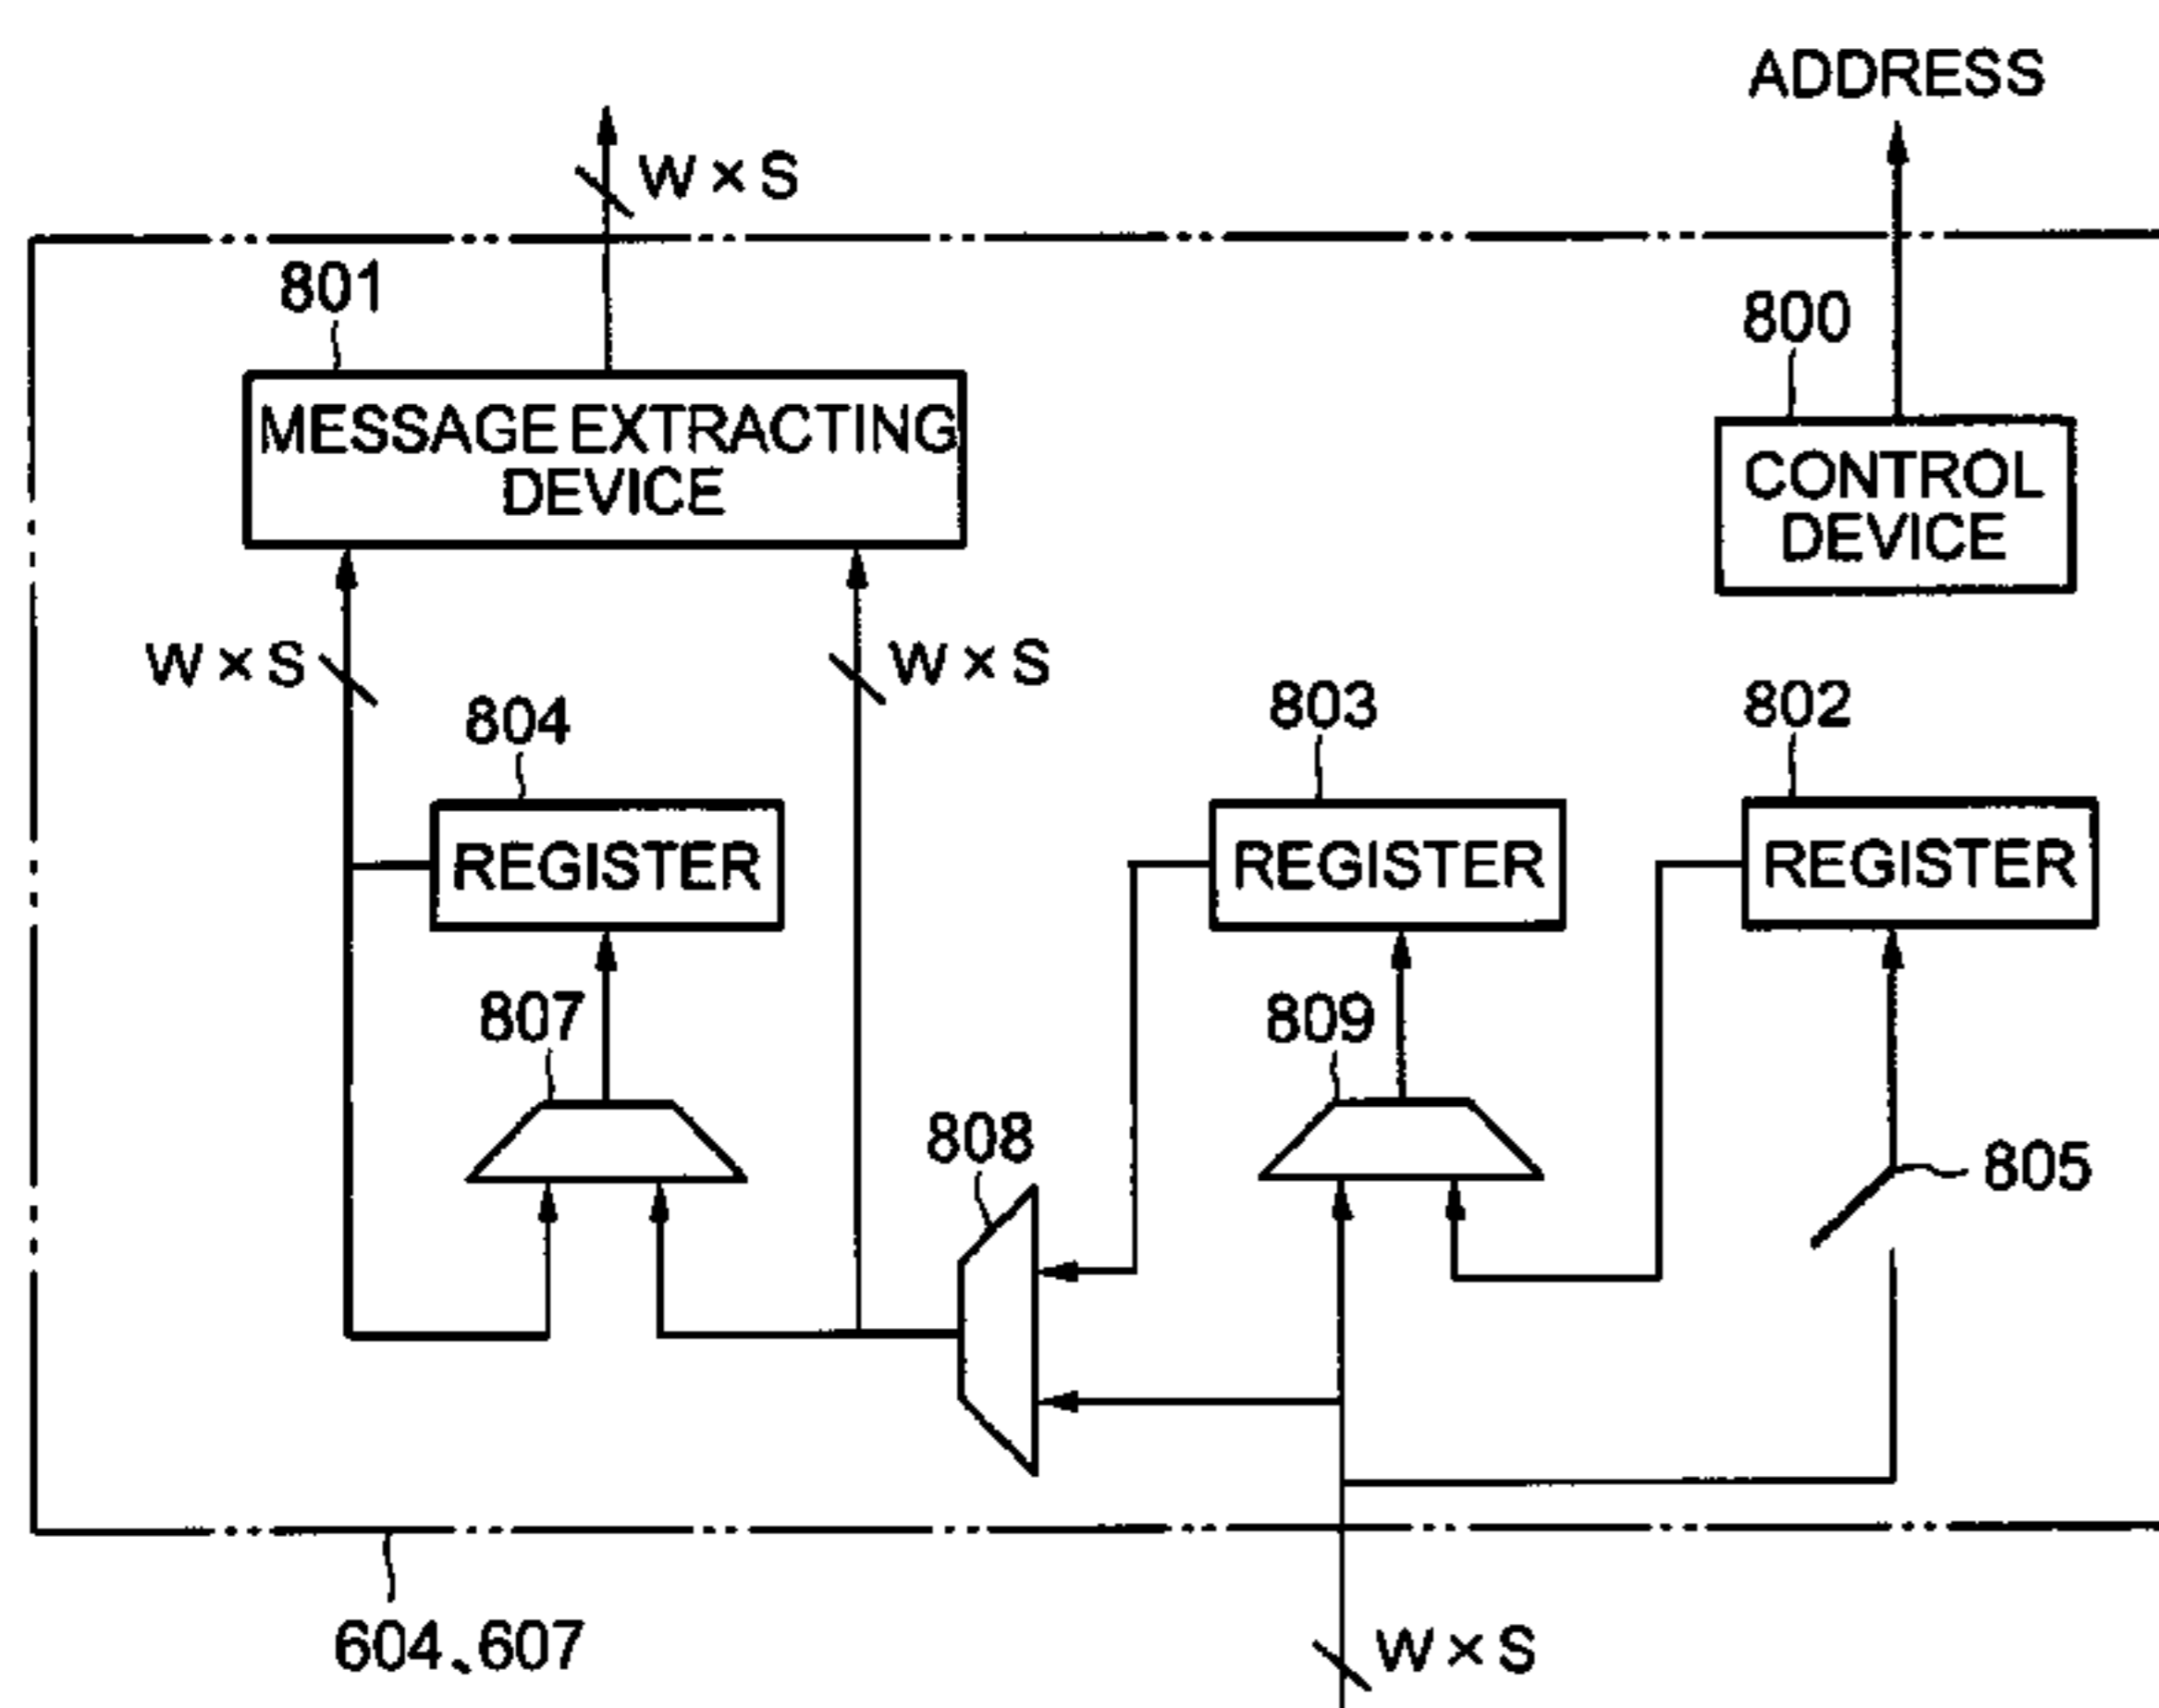 ADDRESS
W × S
801
800
MESSAGE EXTRACTING
DEVICE
CONTROL
DEVICE
W × S
W × S
804
803
802
REGISTER
REGISTER
REGISTER
807
809
808
805
604、607
W × S